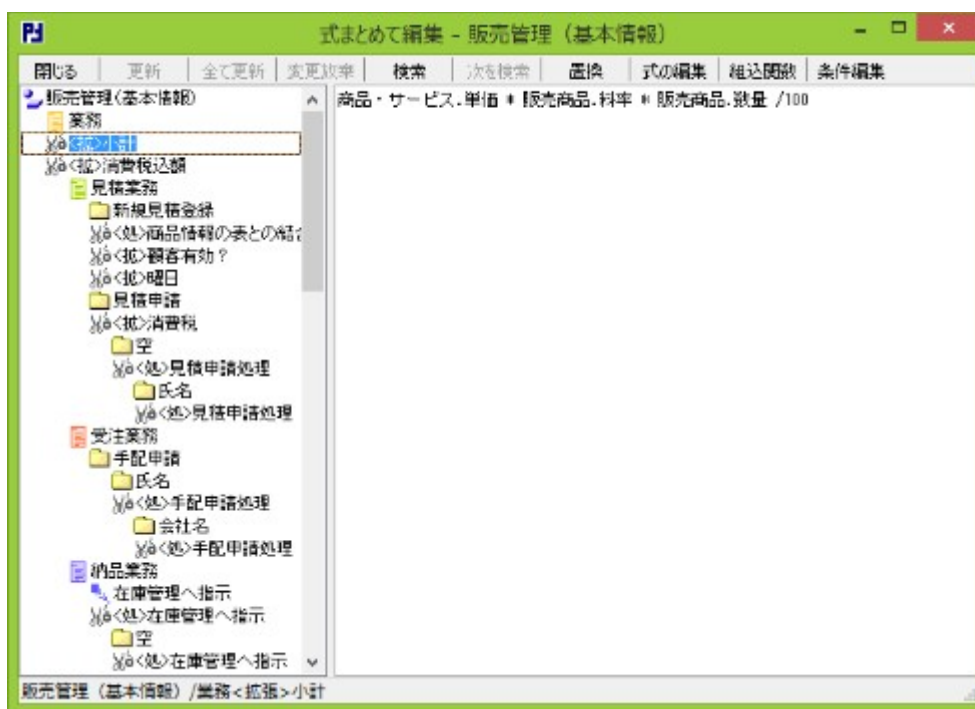 式まとめて編集 - 販売管理（基本情報）
閉じる 更新 全て更新 変更放棄 検索 次を検索 置換 式の編集 組込関数 条件編集
販売管理(基本情報)
業務
<拡>小計
<拡>消費税込額
見積業務
新規見積登録
<処>商品情報の表との結合
<拡>顧客有効？
<拡>曜日
見積申請
<拡>消費税
空
<処>見積申請処理
氏名
<処>見積申請処理
受注業務
手配申請
氏名
<処>手配申請処理
会社名
<処>手配申請処理
納品業務
在庫管理へ指示
<処>在庫管理へ指示
空
<処>在庫管理へ指示
商品・サービス.単価 * 販売商品.料率 * 販売商品.数量 /100
販売管理（基本情報）/業務<拡張>小計